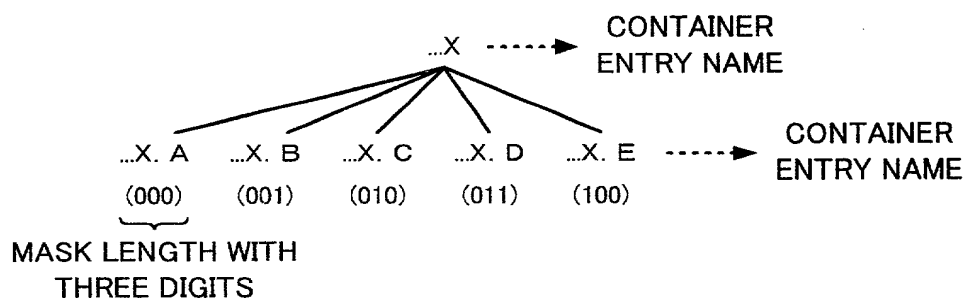 ...X
CONTAINER
ENTRY NAME
...X. A ...X. B ...X. C ...X. D ...X. E
CONTAINER
ENTRY NAME
(000) (001) (010) (011) (100)
MASK LENGTH WITH
THREE DIGITS